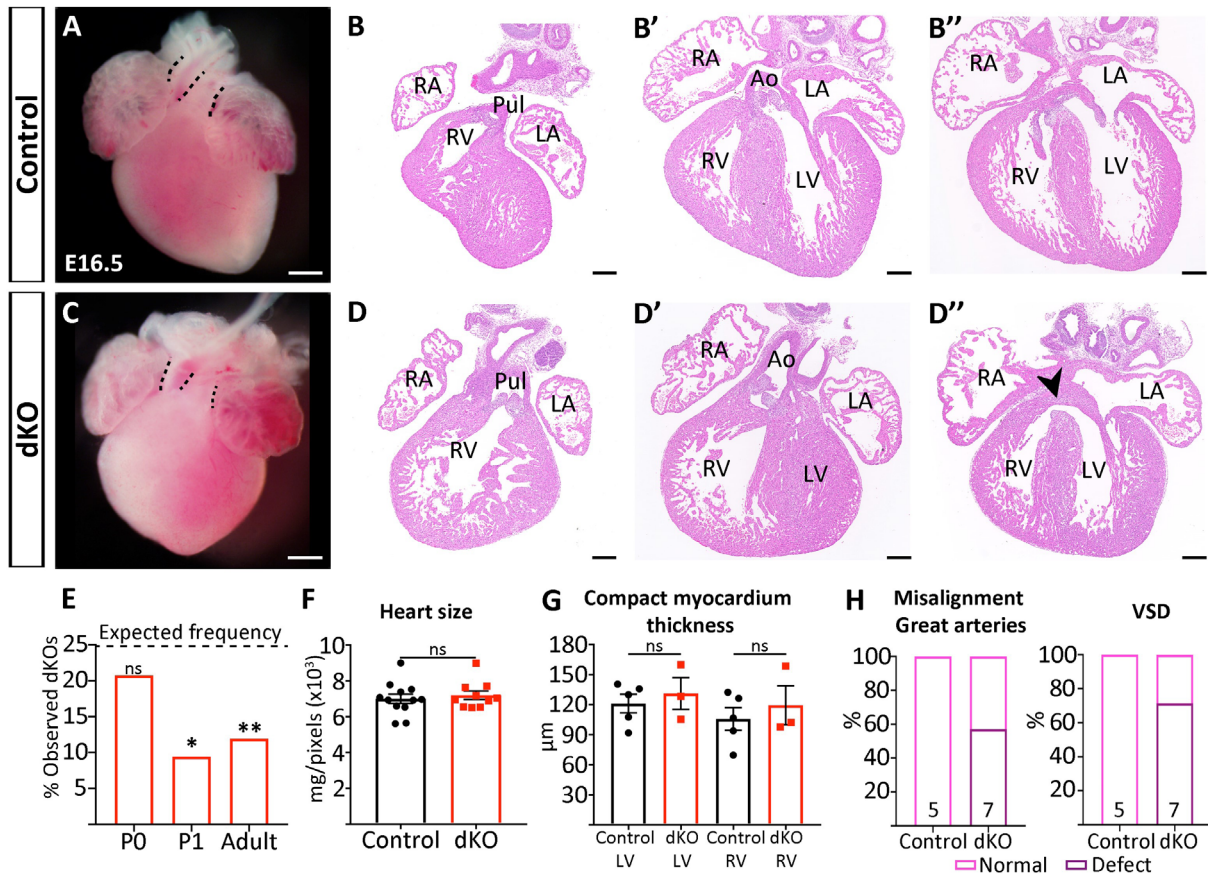 Control
A
E16.5
B
RA
Pul
RV
LA
B'
RA
Ao
LA
RV
LV
B''
RA
LA
RV
LV
dKO
C
D
RA
Pul
LA
RV
D'
RA
Ao
LA
RV
LV
D''
RA
LA
RV
LV
E
Expected frequency
% Observed dKOs
25
20
15
10
5
ns
*
**
P0
P1
Adult
F
Heart size
mg/pixels (x10³)
10
8
6
4
2
ns
Control
dKO
G
Compact myocardium
thickness
µm
180
150
120
90
60
30
ns
ns
Control
LV
dKO
LV
Control
RV
dKO
RV
H
Misalignment
Great arteries
%
100
80
60
40
20
5
7
Control
dKO
VSD
%
100
80
60
40
20
5
7
Control
dKO
Normal
Defect